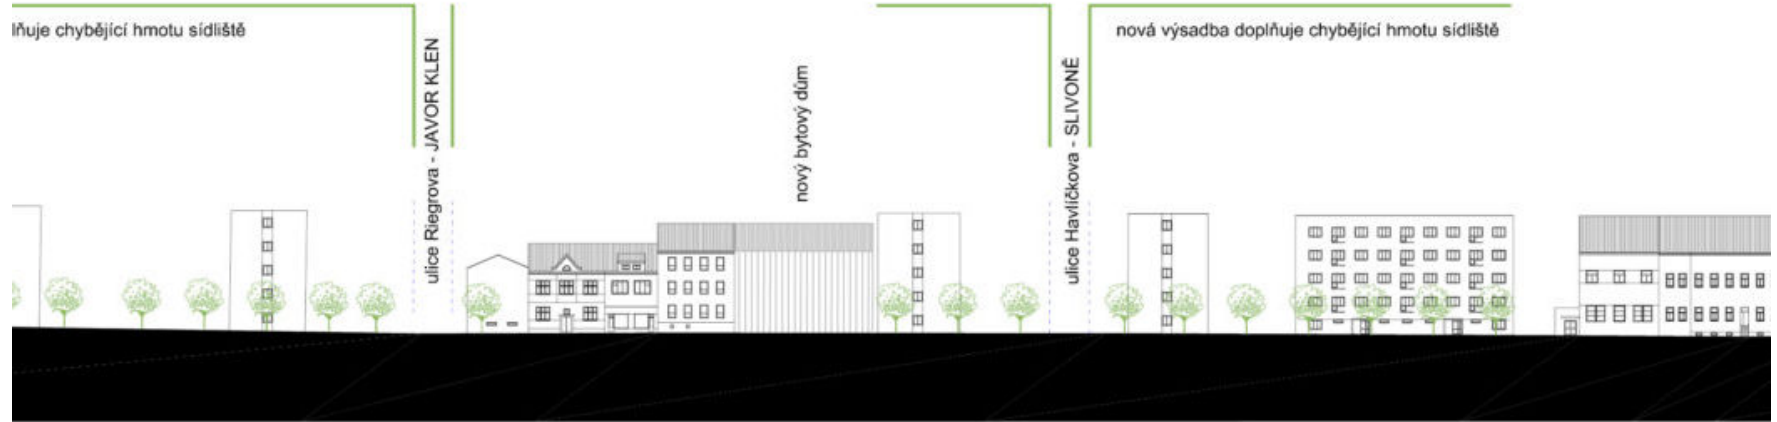 lňuje chybějící hmotu sídliště
ulice Riegrova - JAVOR KLEN
nový bytový dům
ulice Havlíčkova - SLIVONĚ
nová výsadba doplňuje chybějící hmotu sídliště